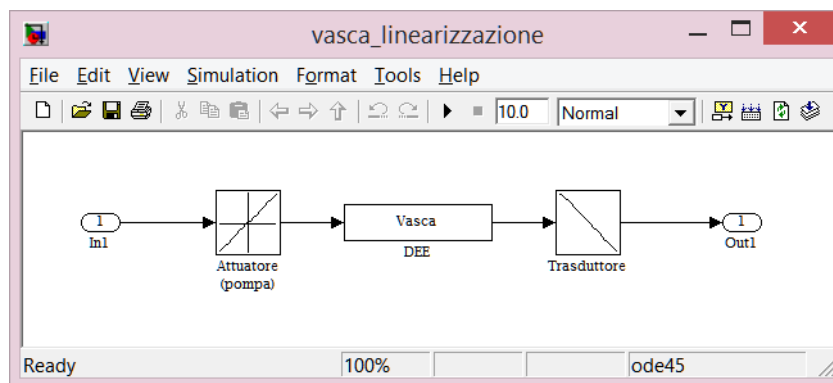 vasca_linearizzazione
File Edit View Simulation Format Tools Help
10.0 Normal
1 Vasca 1
In1 DEE Out1
Attuatore Trasduttore
(pompa)
Ready 100% ode45